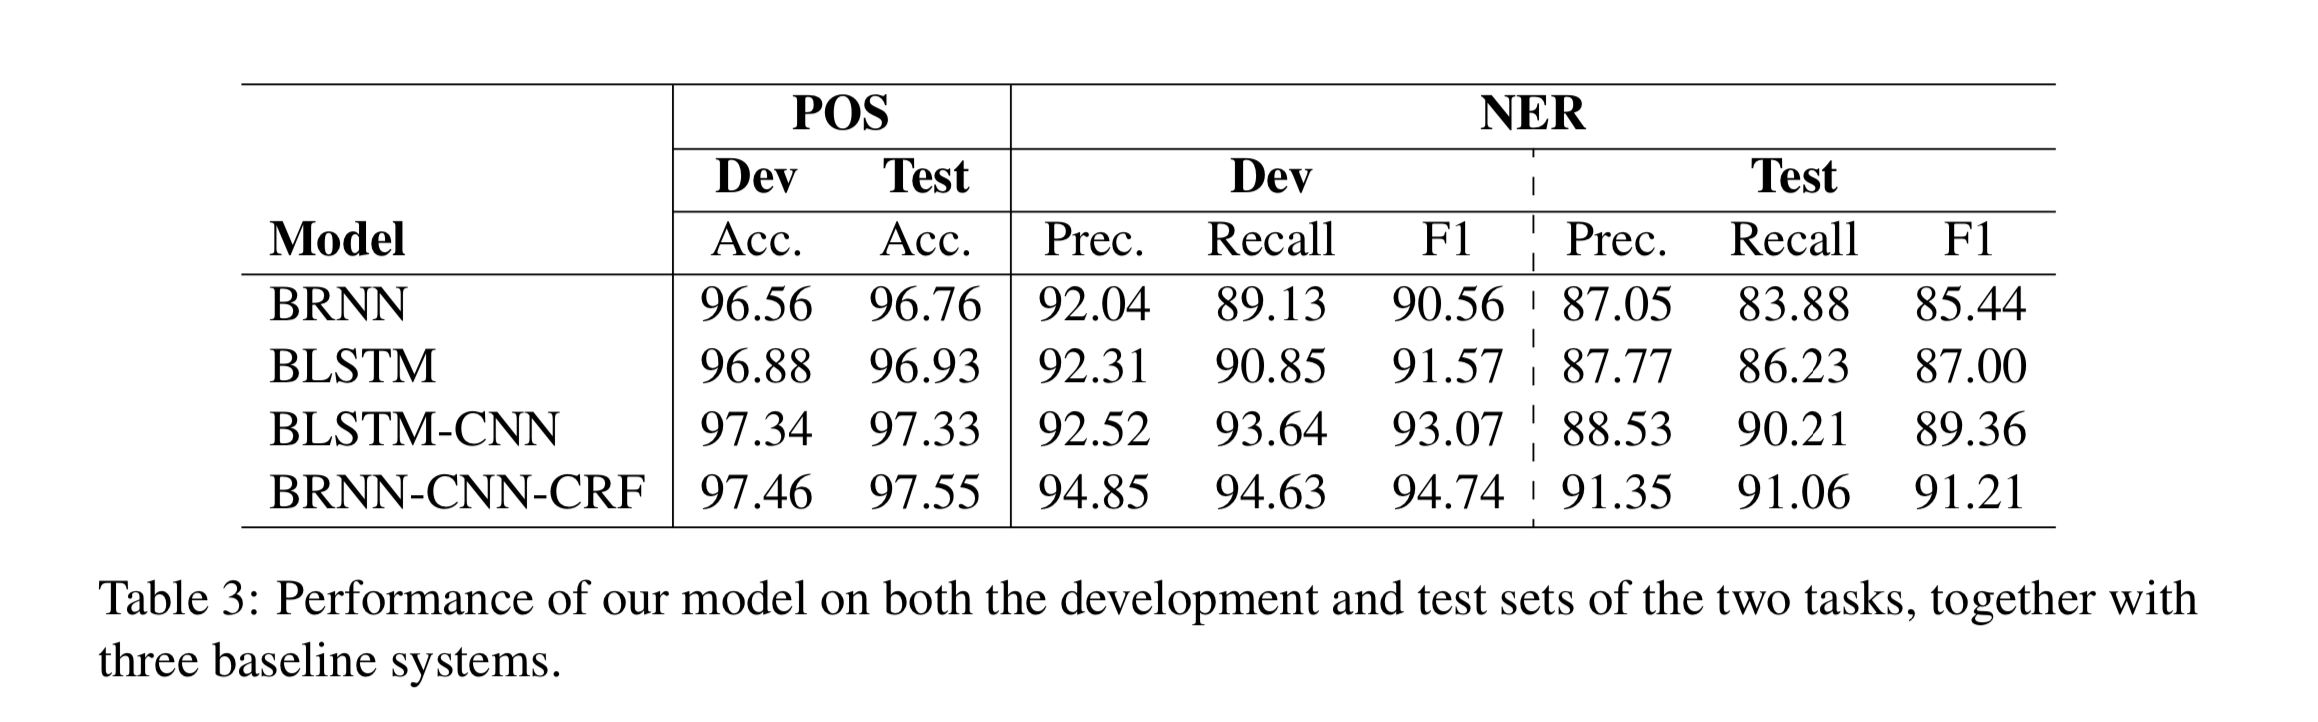 POS NER
Dev Test Dev Test
Model Acc. Acc. Prec. Recall F1 Prec. Recall F1
BRNN 96.56 96.76 92.04 89.13 90.56 87.05 83.88 85.44
BLSTM 96.88 96.93 92.31 90.85 91.57 87.77 86.23 87.00
BLSTM-CNN 97.34 97.33 92.52 93.64 93.07 88.53 90.21 89.36
BRNN-CNN-CRF 97.46 97.55 94.85 94.63 94.74 91.35 91.06 91.21
Table 3: Performance of our model on both the development and test sets of the two tasks, together with
three baseline systems.